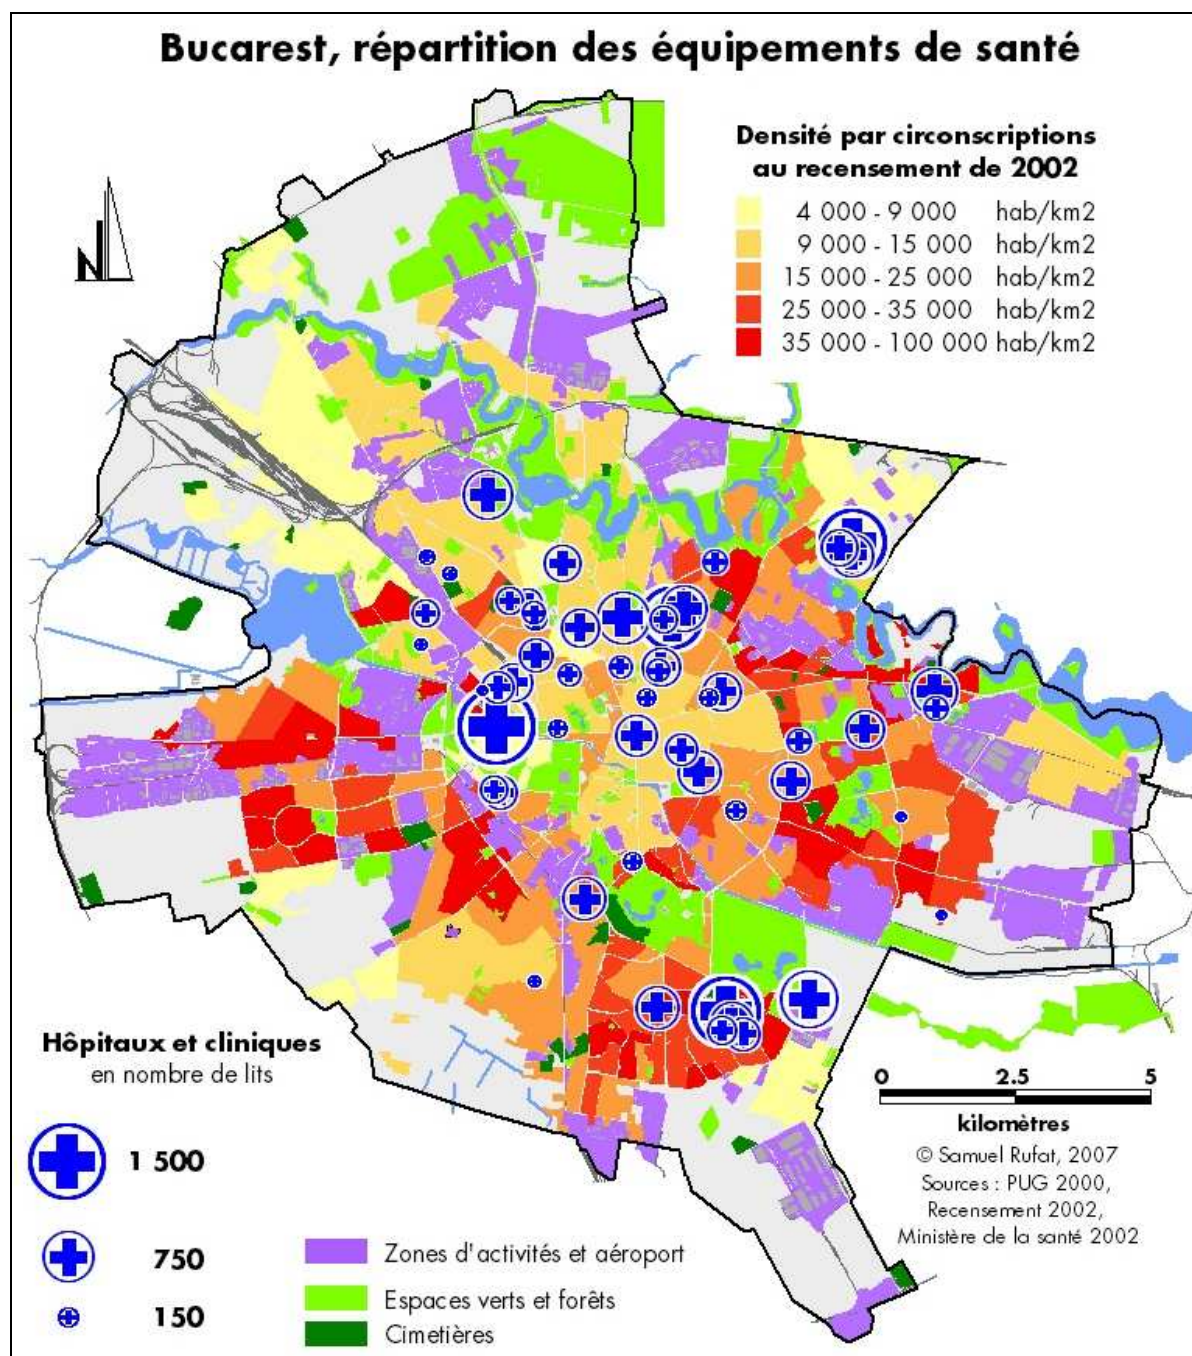 Bucarest, répartition des équipements de santé
Densité par circonscriptions
au recensement de 2002
4 000 - 9 000 hab/km2
9 000 - 15 000 hab/km2
15 000 - 25 000 hab/km2
25 000 - 35 000 hab/km2
35 000 - 100 000 hab/km2
N
Hôpitaux et cliniques
en nombre de lits
1 500
750
150
Zones d'activités et aéroport
Espaces verts et forêts
Cimetières
0 2.5 5
kilomètres
© Samuel Rufat, 2007
Sources : PUG 2000,
Recensement 2002,
Ministère de la santé 2002